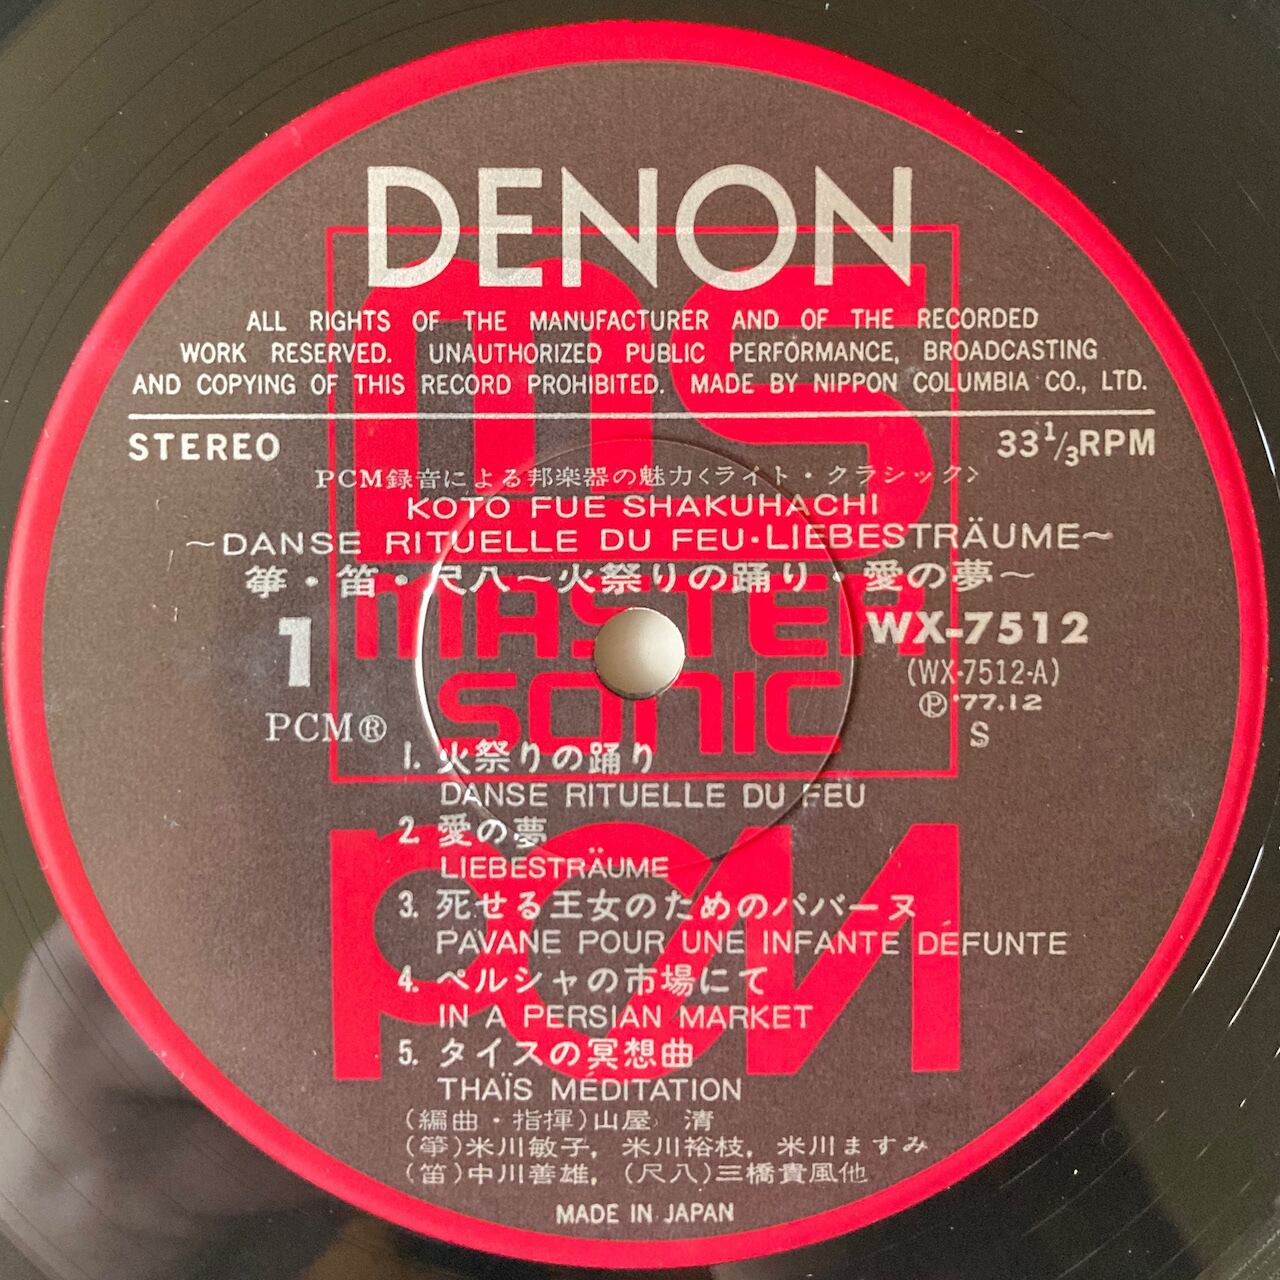 DENON
ms
ALL RIGHTS OF THE MANUFACTURER AND OF THE RECORDED
WORK RESERVED. UNAUTHORIZED PUBLIC PERFORMANCE, BROADCASTING
AND COPYING OF THIS RECORD PROHIBITED. MADE BY NIPPON COLUMBIA CO., LTD.
STEREO 33 1/3 RPM
PCM録音による邦楽器の魅力〈ライト・クラシック〉
KOTO FUE SHAKUHACHI
~DANSE RITUELLE DU FEU・LIEBESTRÄUME~
箏・笛・尺八~火祭りの踊り・愛の夢~
MASTER
SONIC
1
PCM®
WX-7512
(WX-7512-A)
Ⓟ '77.12
S
1. 火祭りの踊り
DANSE RITUELLE DU FEU
2. 愛の夢
LIEBESTRÄUME
3. 死せる王女のためのパバーヌ
PAVANE POUR UNE INFANTE DÉFUNTE
4. ペルシャの市場にて
IN A PERSIAN MARKET
5. タイスの冥想曲
THAÏS MÉDITATION
PCM
(編曲・指揮)山屋 清
(箏)米川敏子, 米川裕枝, 米川ますみ
(笛)中川善雄, (尺八)三橋貴風他
MADE IN JAPAN